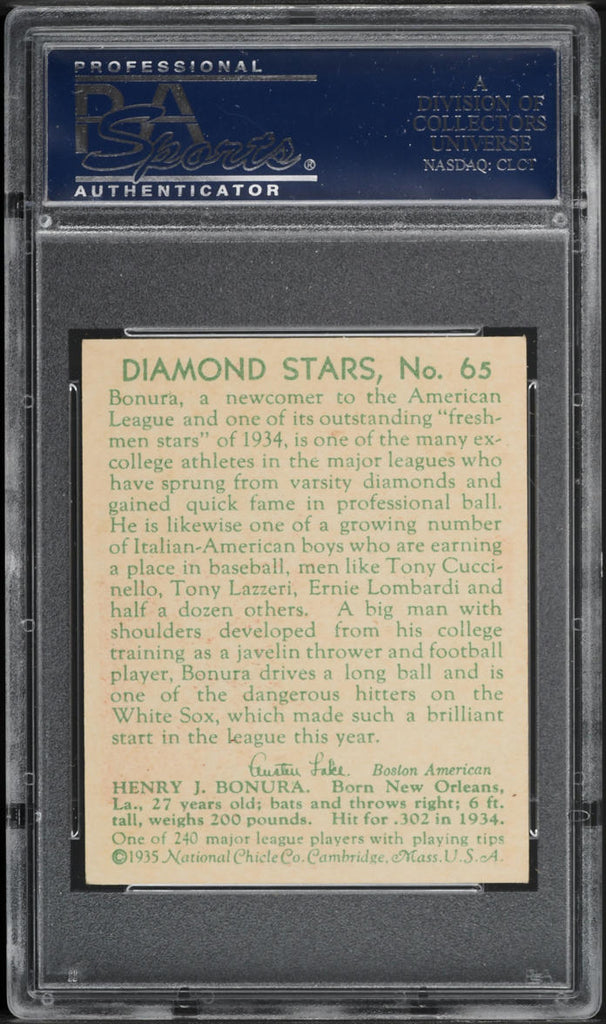 PROFESSIONAL
PSA
Sports®
AUTHENTICATOR
A
DIVISION OF
COLLECTORS
UNIVERSE
NASDAQ: CLCT
DIAMOND STARS, No. 65
Bonura, a newcomer to the American
League and one of its outstanding “fresh-
men stars” of 1934, is one of the many ex-
college athletes in the major leagues who
have sprung from varsity diamonds and
gained quick fame in professional ball.
He is likewise one of a growing number
of Italian-American boys who are earning
a place in baseball, men like Tony Cucci-
nello, Tony Lazzeri, Ernie Lombardi and
half a dozen others. A big man with
shoulders developed from his college
training as a javelin thrower and football
player, Bonura drives a long ball and is
one of the dangerous hitters on the
White Sox, which made such a brilliant
start in the league this year.
Austen Lake Boston American
HENRY J. BONURA. Born New Orleans,
La., 27 years old; bats and throws right; 6 ft.
tall, weighs 200 pounds. Hit for .302 in 1934.
One of 240 major league players with playing tips
©1935 National Chicle Co. Cambridge, Mass. U.S.A.